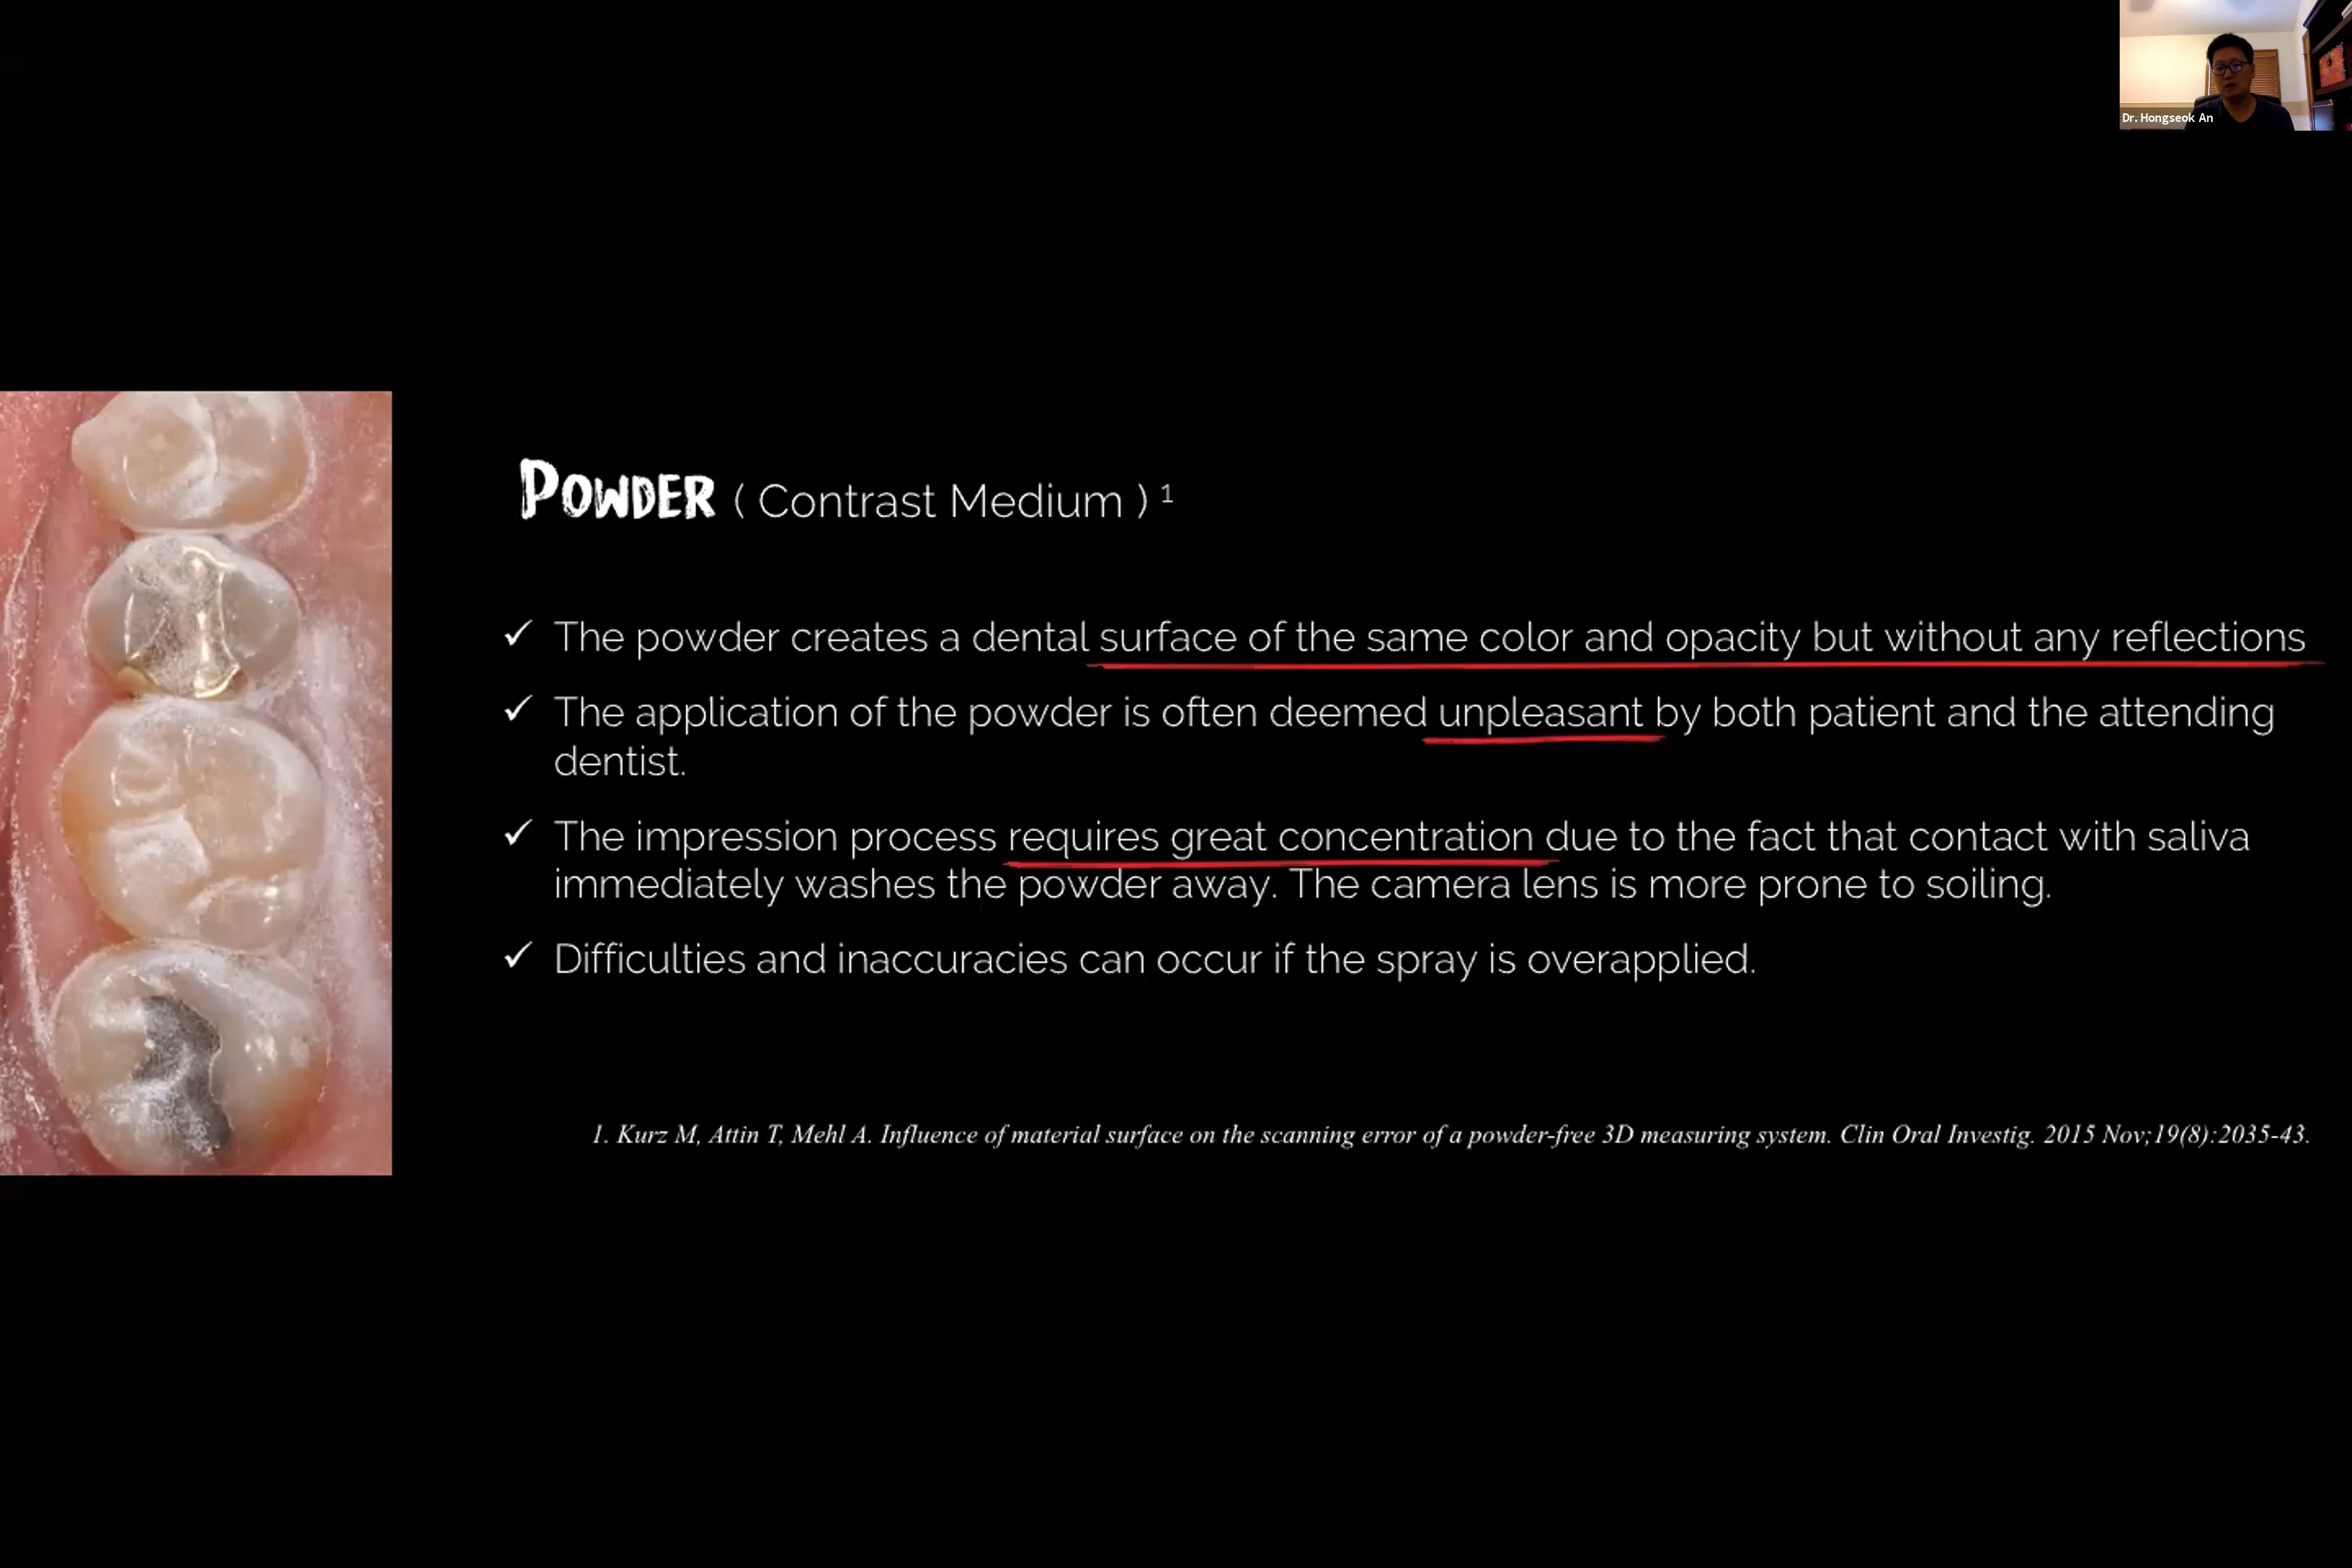 Dr. Hongseok An
POWDER ( Contrast Medium ) ¹
✓ The powder creates a dental surface of the same color and opacity but without any reflections
✓ The application of the powder is often deemed unpleasant by both patient and the attending
dentist.
✓ The impression process requires great concentration due to the fact that contact with saliva
immediately washes the powder away. The camera lens is more prone to soiling.
✓ Difficulties and inaccuracies can occur if the spray is overapplied.
1. Kurz M, Attin T, Mehl A. Influence of material surface on the scanning error of a powder-free 3D measuring system. Clin Oral Investig. 2015 Nov;19(8):2035-43.